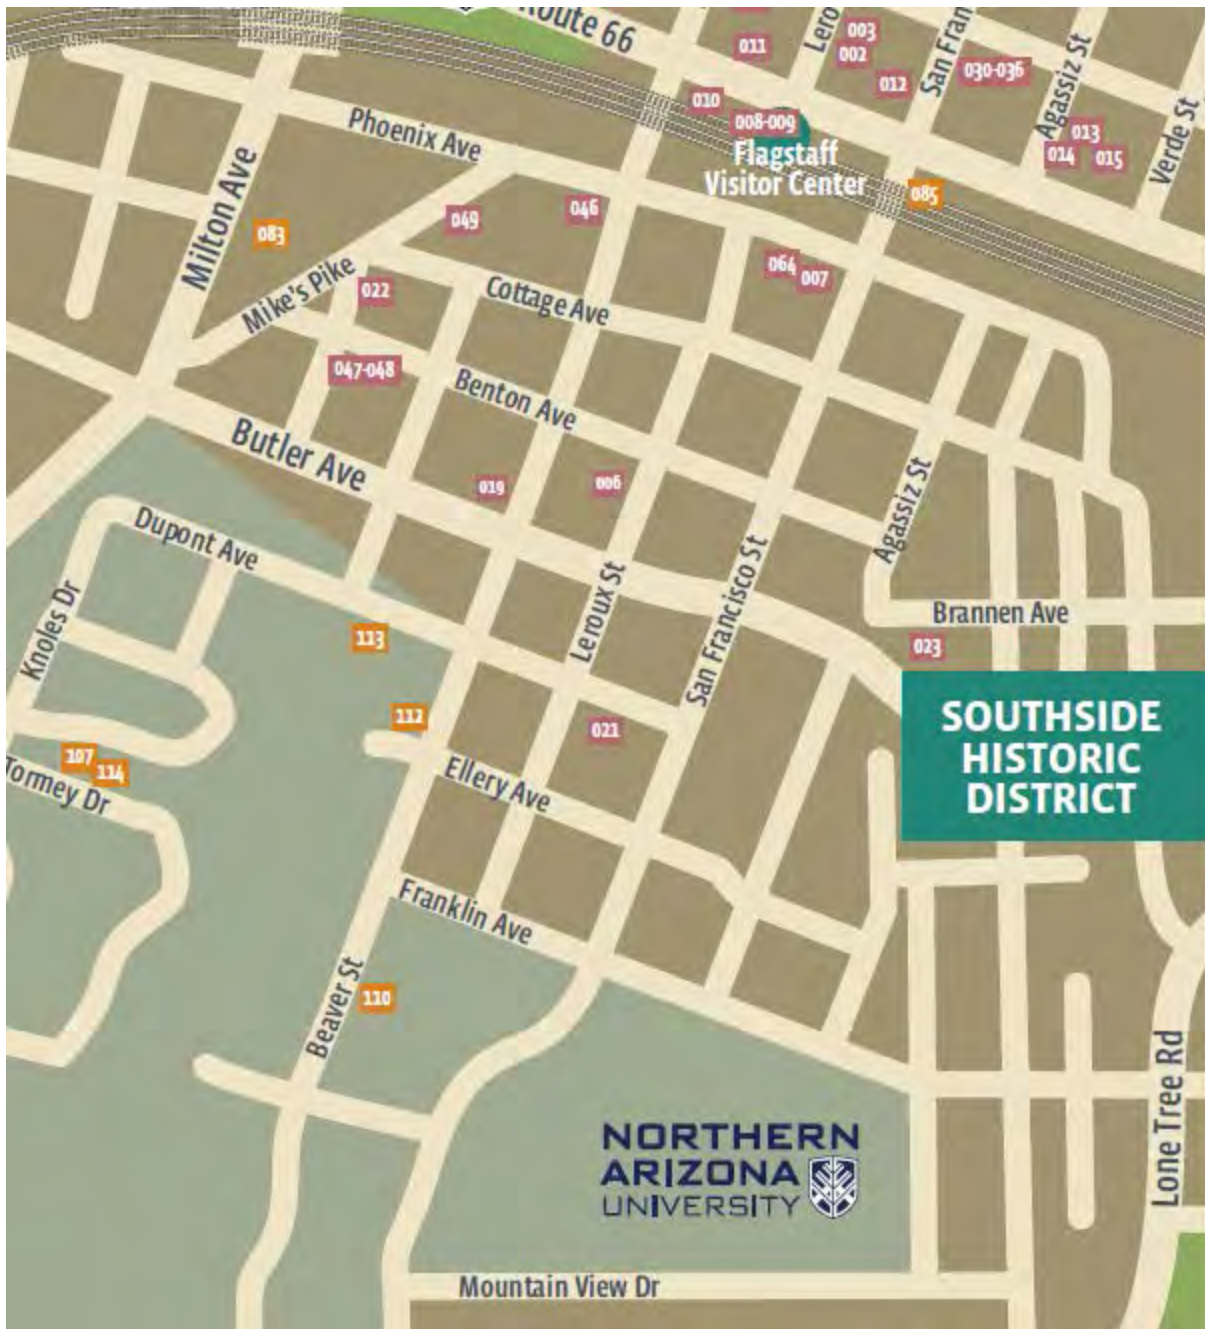 Route 66
Lero
San Fran
011
003
002
012
030-036
Agassiz St
Verde St
010
008-009
013
014
015
Flagstaff
Visitor Center
085
Phoenix Ave
Milton Ave
049
046
083
064
007
Mike's Pike
022
Cottage Ave
047-048
Benton Ave
Butler Ave
019
006
Agassiz St
Dupont Ave
Knoles Dr
Leroux St
San Francisco St
Brannen Ave
023
113
112
021
SOUTHSIDE
HISTORIC
DISTRICT
107
114
Tormey Dr
Ellery Ave
Franklin Ave
Beaver St
110
Lone Tree Rd
NORTHERN
ARIZONA
UNIVERSITY
Mountain View Dr